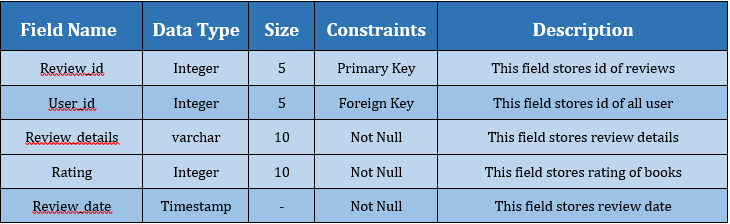 Field Name Data Type Size Constraints Description
Review_id Integer 5 Primary Key This field stores id of reviews
User_id Integer 5 Foreign Key This field stores id of all user
Review_details varchar 10 Not Null This field stores review details
Rating Integer 10 Not Null This field stores rating of books
Review_date Timestamp - Not Null This field stores review date